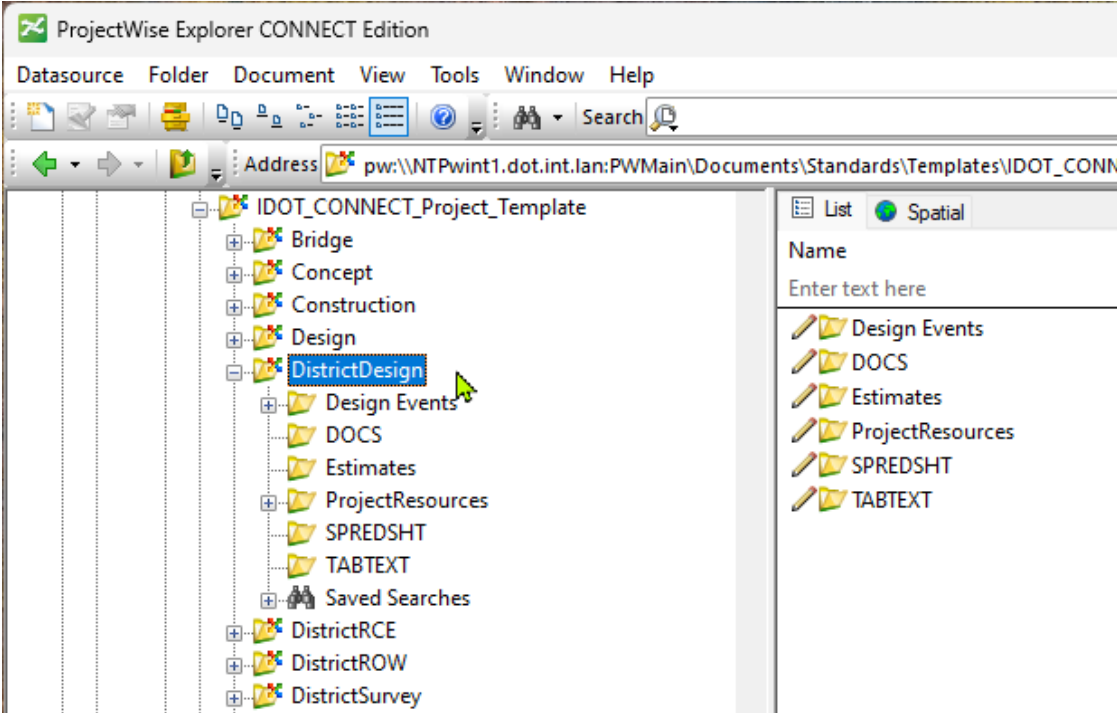 ProjectWise Explorer CONNECT Edition
Datasource Folder Document View Tools Window Help
Search
Address pw:\\NTPwint1.dot.int.lan:PWMain\Documents\Standards\Templates\IDOT_CONN
IDOT_CONNECT_Project_Template
Bridge
Concept
Construction
Design
DistrictDesign
Design Events
DOCS
Estimates
ProjectResources
SPREDSHT
TABTEXT
Saved Searches
DistrictRCE
DistrictROW
DistrictSurvey
List Spatial
Name
Enter text here
Design Events
DOCS
Estimates
ProjectResources
SPREDSHT
TABTEXT